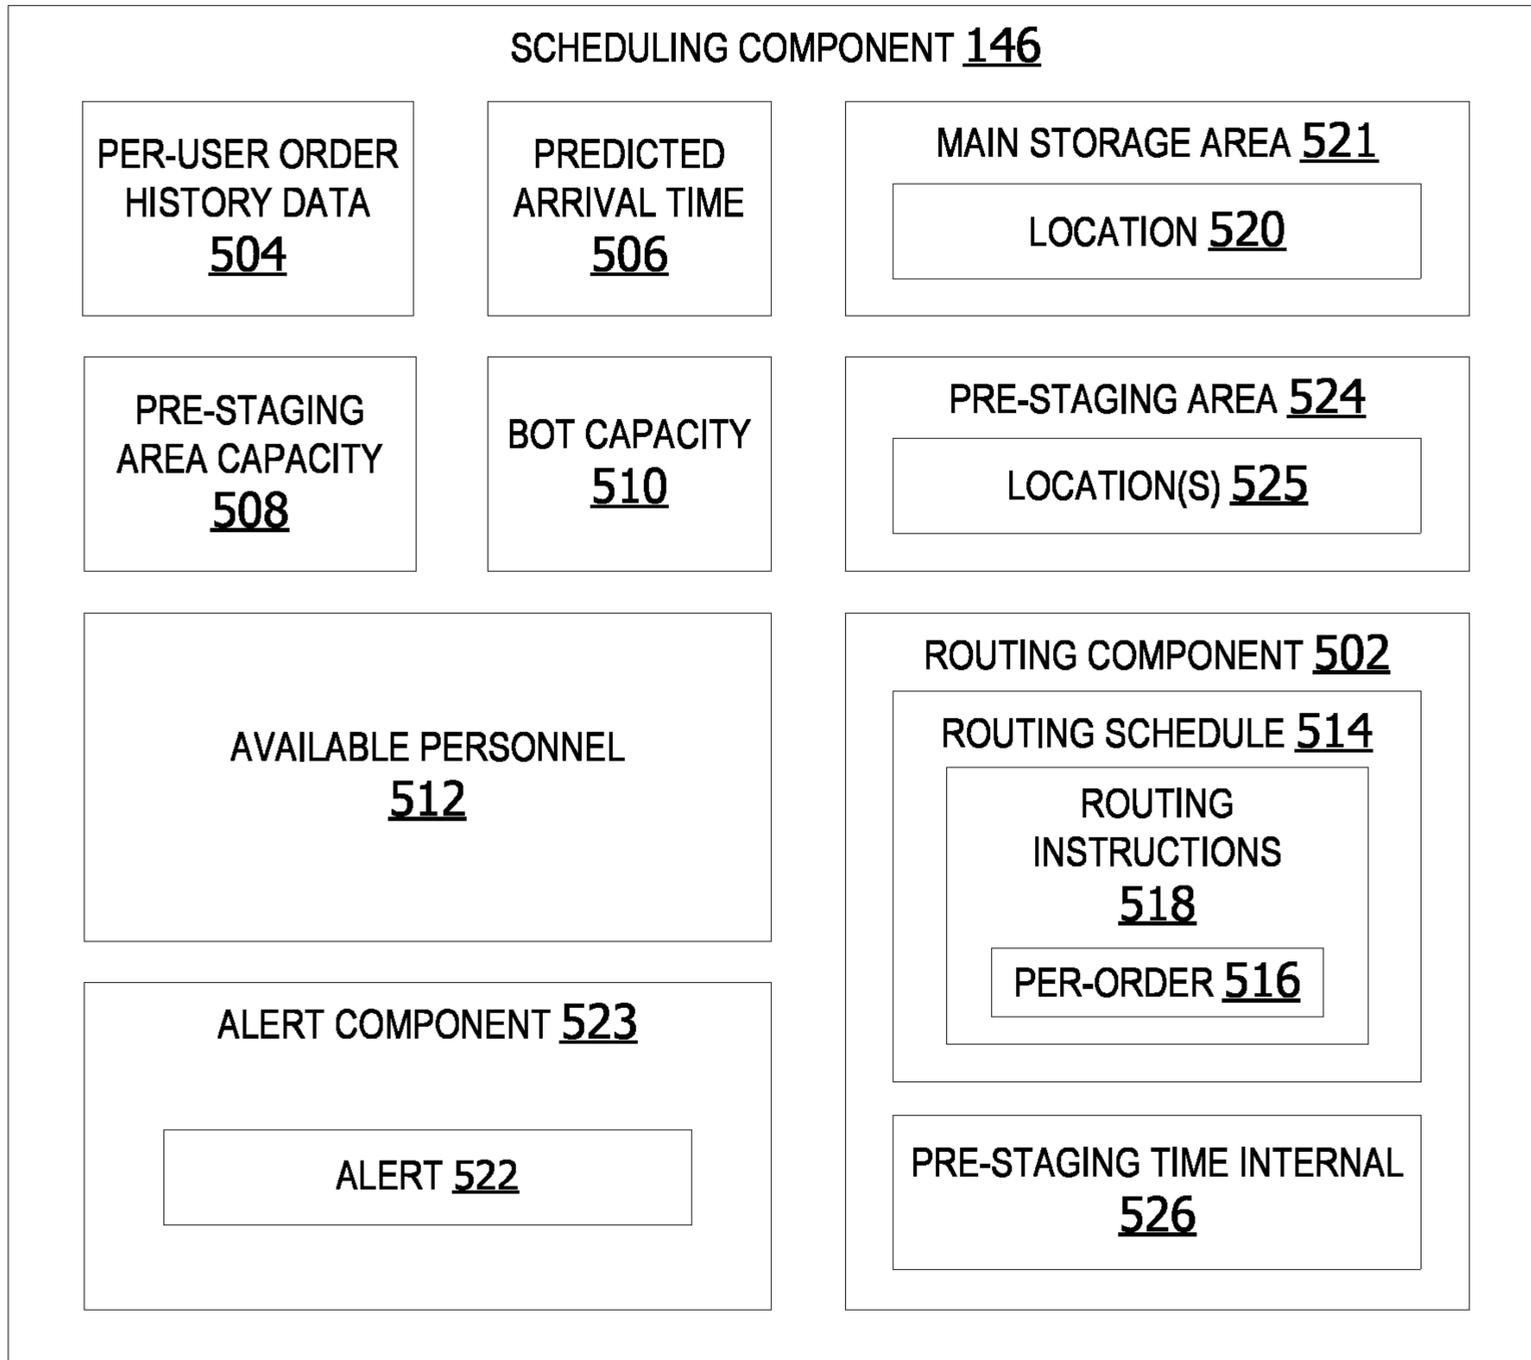 SCHEDULING COMPONENT 146
PER-USER ORDER
HISTORY DATA
504
PREDICTED
ARRIVAL TIME
506
MAIN STORAGE AREA 521
LOCATION 520
PRE-STAGING
AREA CAPACITY
508
BOT CAPACITY
510
PRE-STAGING AREA 524
LOCATION(S) 525
AVAILABLE PERSONNEL
512
ROUTING COMPONENT 502
ROUTING SCHEDULE 514
ROUTING
INSTRUCTIONS
518
PER-ORDER 516
ALERT COMPONENT 523
ALERT 522
PRE-STAGING TIME INTERNAL
526